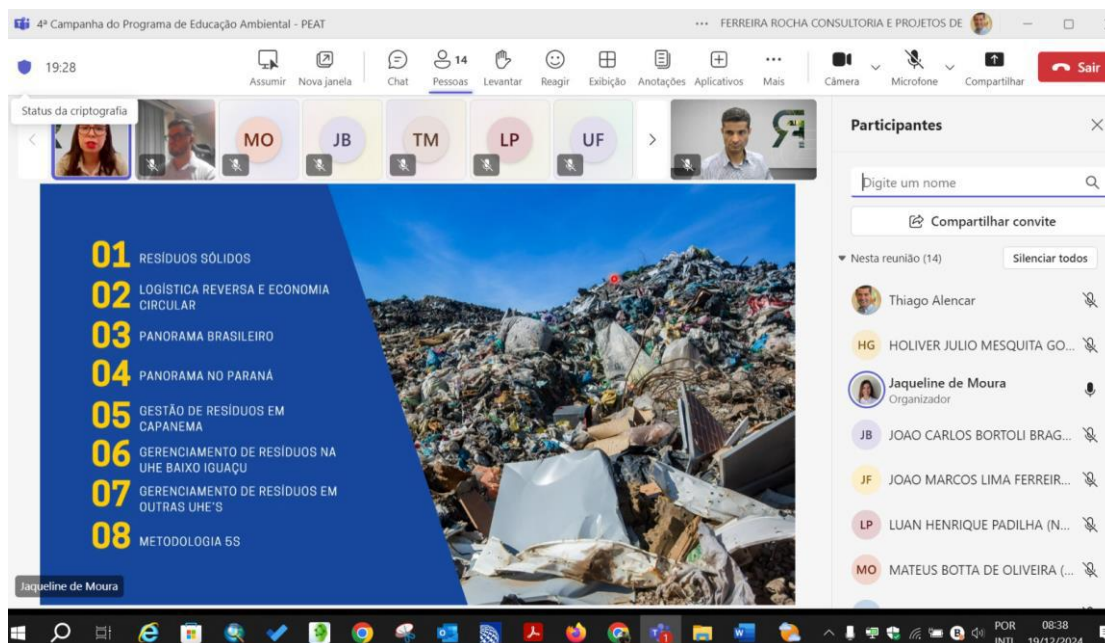 4ª Campanha do Programa de Educação Ambiental - PEAT
... FERREIRA ROCHA CONSULTORIA E PROJETOS DE
19:28
Assumir
Nova janela
Chat
14
Pessoas
Levantar
Reagir
Exibição
Anotações
Aplicativos
Mais
Câmera
Microfone
Compartilhar
Sair
Status da criptografia
MO
JB
TM
LP
UF
01 RESÍDUOS SÓLIDOS
02 LOGÍSTICA REVERSA E ECONOMIA
CIRCULAR
03 PANORAMA BRASILEIRO
04 PANORAMA NO PARANÁ
05 GESTÃO DE RESÍDUOS EM
CAPANEMA
06 GERENCIAMENTO DE RESÍDUOS NA
UHE BAIXO IGUAÇU
07 GERENCIAMENTO DE RESÍDUOS EM
OUTRAS UHE'S
08 METODOLOGIA 5S
Jaqueline de Moura
Participantes
Digite um nome
Compartilhar convite
Nesta reunião (14)
Silenciar todos
Thiago Alencar
HG HOLIVER JULIO MESQUITA GO...
Jaqueline de Moura
Organizador
JB JOAO CARLOS BORTOLI BRAG...
JF JOAO MARCOS LIMA FERREIR...
LP LUAN HENRIQUE PADILHA (N...
MO MATEUS BOTTA DE OLIVEIRA (...
POR
INTL
08:38
19/12/2024